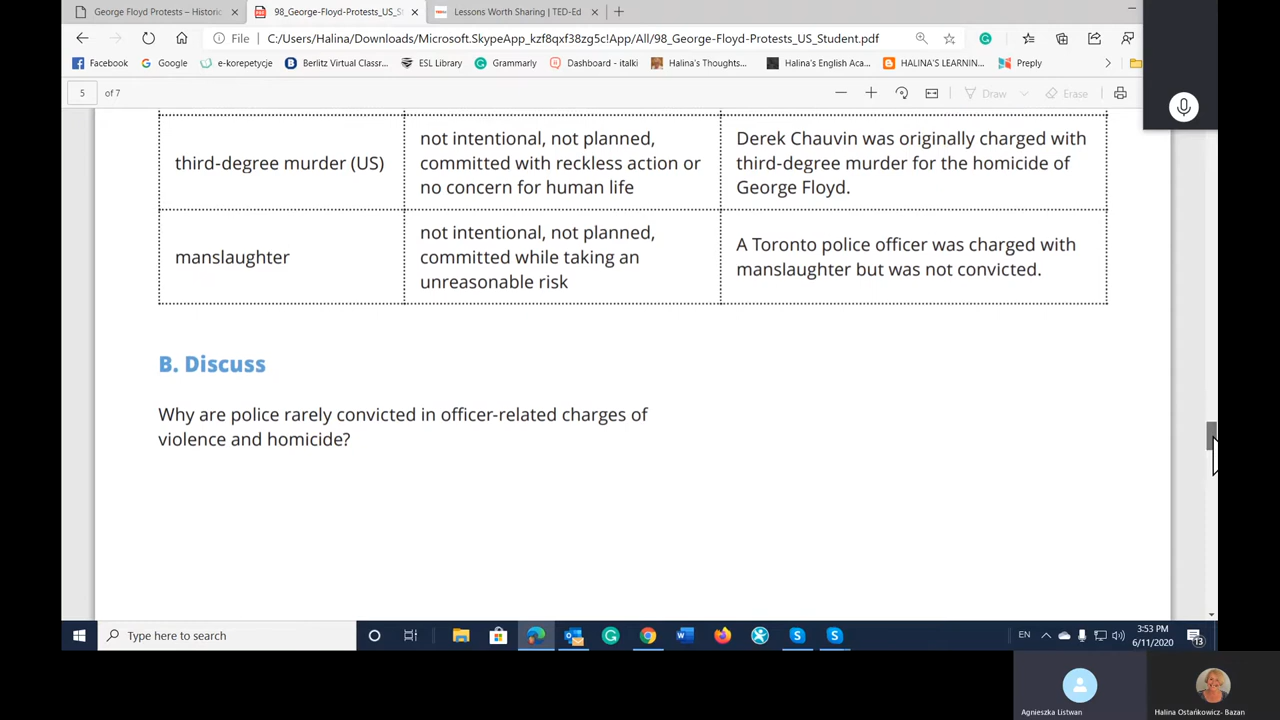 George Floyd Protests – Historic
98_George-Floyd-Protests_US_S
Lessons Worth Sharing | TED-Ed
File
C:/Users/Halina/Downloads/Microsoft.SkypeApp_kzf8qxf38zg5c!App/All/98_George-Floyd-Protests_US_Student.pdf
Facebook
Google
e-korepetycje
Berlitz Virtual Classr...
ESL Library
Grammarly
Dashboard - italki
Halina's Thoughts...
Halina's English Aca...
HALINA'S LEARNIN...
Preply
5 of 7
Draw
Erase
third-degree murder (US)
not intentional, not planned,
committed with reckless action or
no concern for human life
Derek Chauvin was originally charged with
third-degree murder for the homicide of
George Floyd.
manslaughter
not intentional, not planned,
committed while taking an
unreasonable risk
A Toronto police officer was charged with
manslaughter but was not convicted.
B. Discuss
Why are police rarely convicted in officer-related charges of
violence and homicide?
Type here to search
EN
3:53 PM
6/11/2020
13
Agnieszka Listwan
Halina Ostańkowicz- Bazan